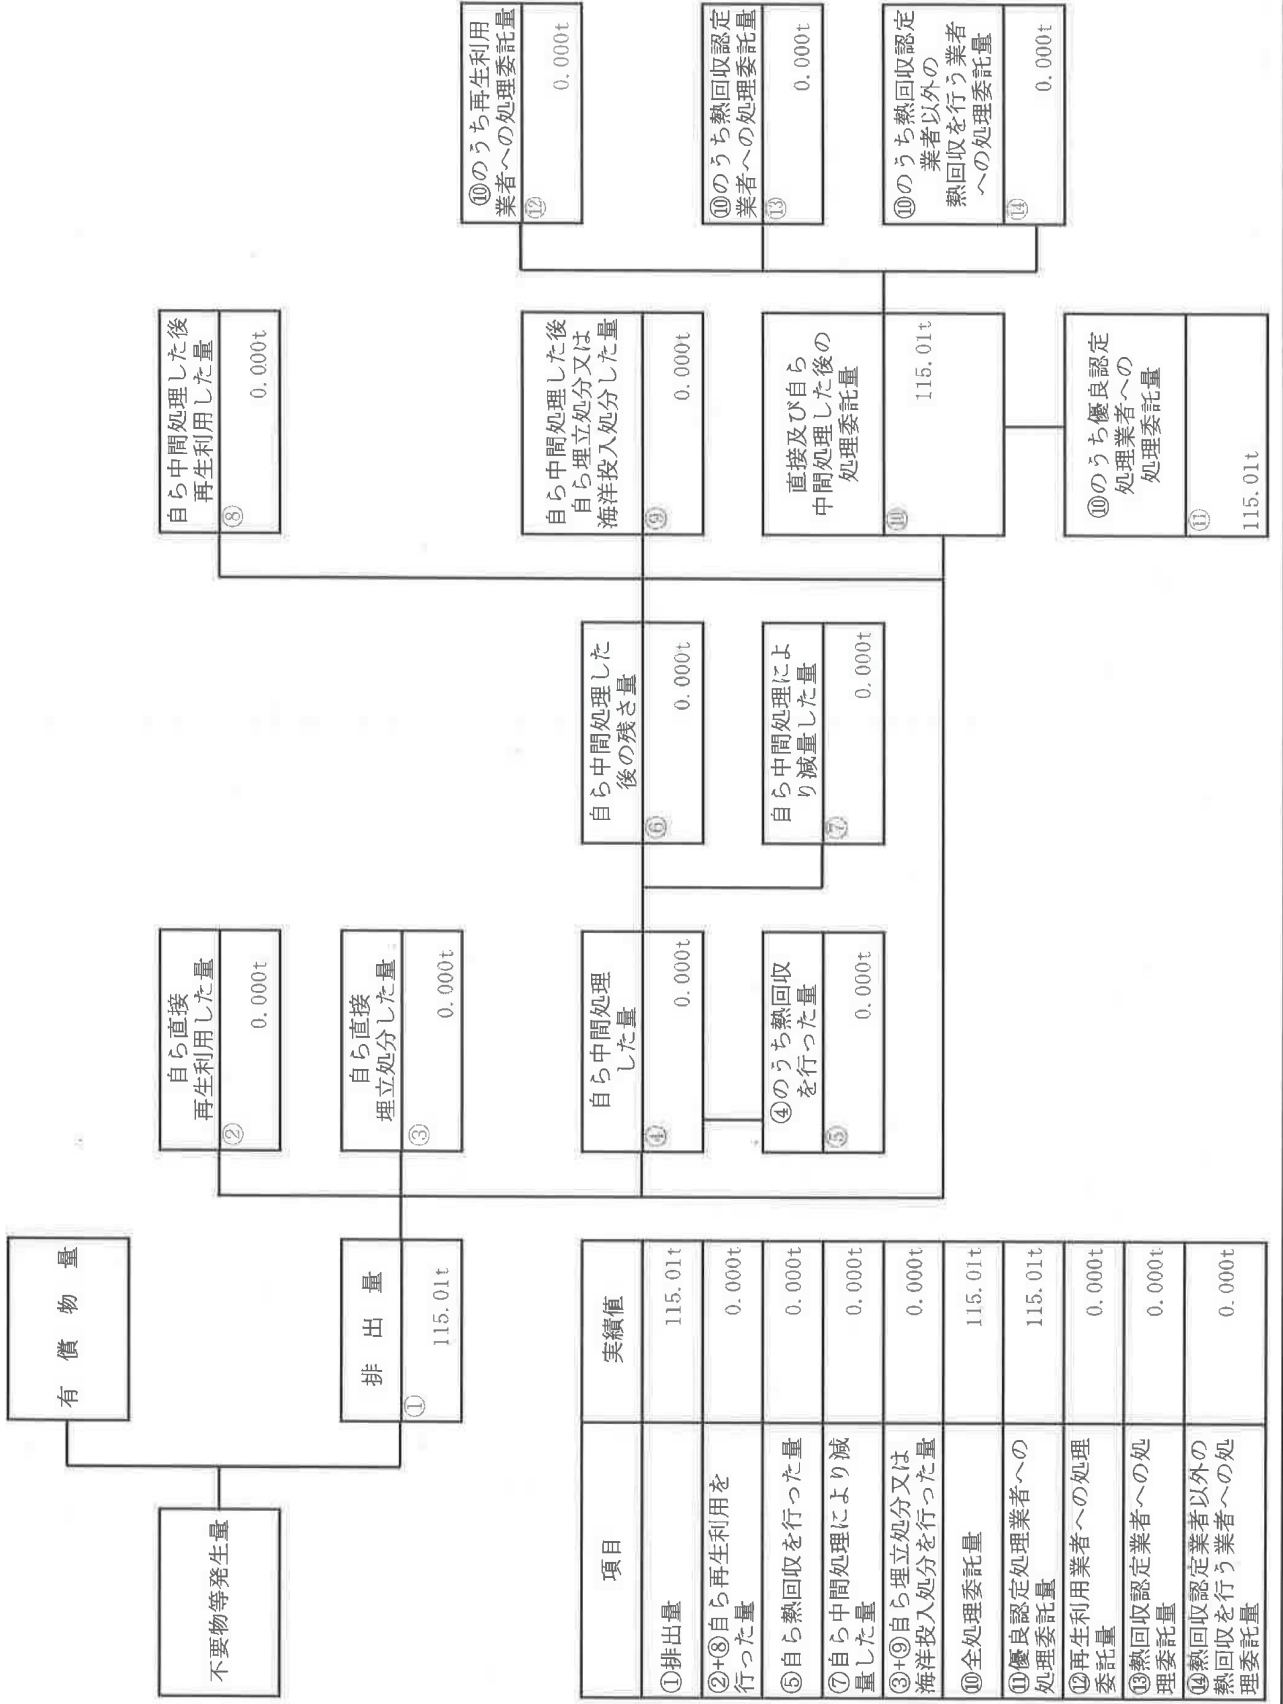 不要物等発生量
有償物量
排出量
①
115.01t
自ら直接
再生利用した量
②
0.000t
自ら直接
埋立処分した量
③
0.000t
自ら中間処理
した量
④
0.000t
④のうち熱回収
を行った量
⑤
0.000t
自ら中間処理した
後の残さ量
⑥
0.000t
自ら中間処理によ
り減量した量
⑦
0.000t
自ら中間処理した後
再生利用した量
⑧
0.000t
自ら中間処理した後
自ら埋立処分又は
海洋投入処分した量
⑨
0.000t
直接及び自ら
中間処理した後の
処理委託量
⑩
115.01t
⑩のうち優良認定
処理業者への
処理委託量
⑪
115.01t
⑩のうち再生利用
業者への処理委託量
⑫
0.000t
⑩のうち熱回収認定
業者への処理委託量
⑬
0.000t
⑩のうち熱回収認定
業者以外の
熱回収を行う業者
への処理委託量
⑭
0.000t
項目 実績値
①排出量 115.01t
②+⑧自ら再生利用を
行った量 0.000t
⑤自ら熱回収を行った量 0.000t
⑦自ら中間処理により減
量した量 0.000t
③+⑨自ら埋立処分又は
海洋投入処分を行った量 0.000t
⑩全処理委託量 115.01t
⑪優良認定処理業者への
処理委託量 115.01t
⑫再生利用業者への処理
委託量 0.000t
⑬熱回収認定業者への処
理委託量 0.000t
⑭熱回収認定業者以外の
熱回収を行う業者への処
理委託量 0.000t